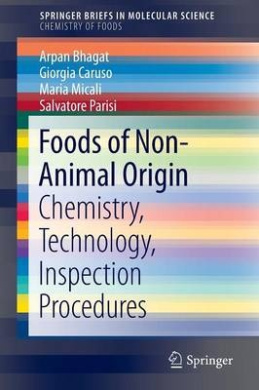 SPRINGER BRIEFS IN MOLECULAR SCIENCE
CHEMISTRY OF FOODS
Arpan Bhagat
Giorgia Caruso
Maria Micali
Salvatore Parisi
Foods of Non-
Animal Origin
Chemistry,
Technology,
Inspection
Procedures
Springer